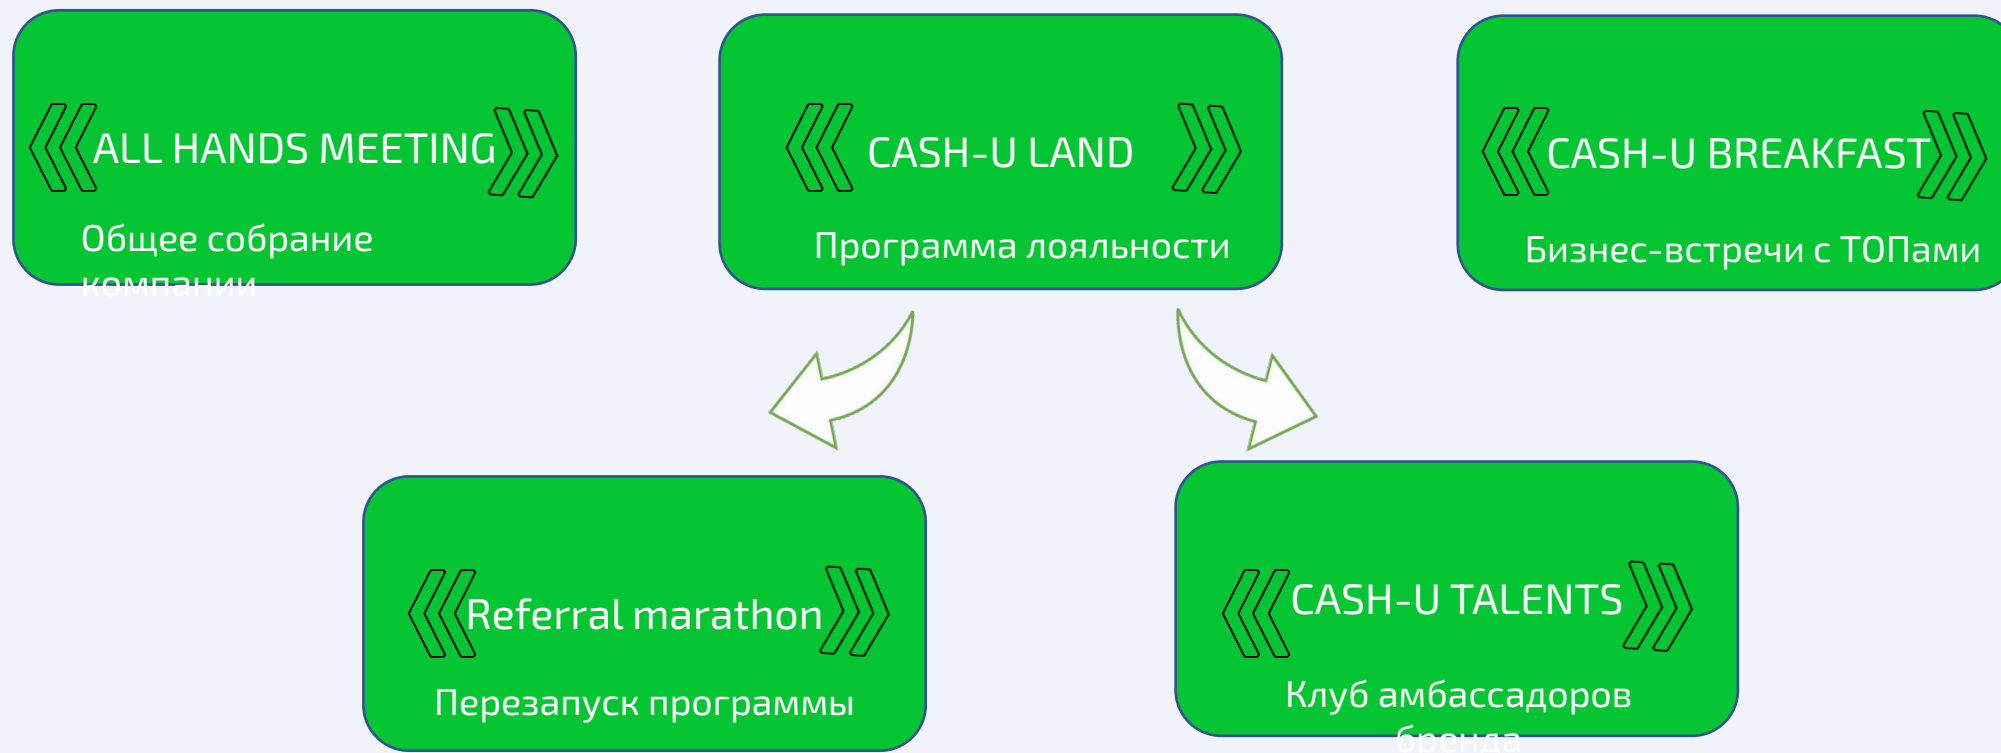 ALL HANDS MEETING
Общее собрание
компании
CASH-U LAND
Программа лояльности
CASH-U BREAKFAST
Бизнес-встречи с ТОПами
Referral marathon
Перезапуск программы
CASH-U TALENTS
Клуб амбассадоров
бренда